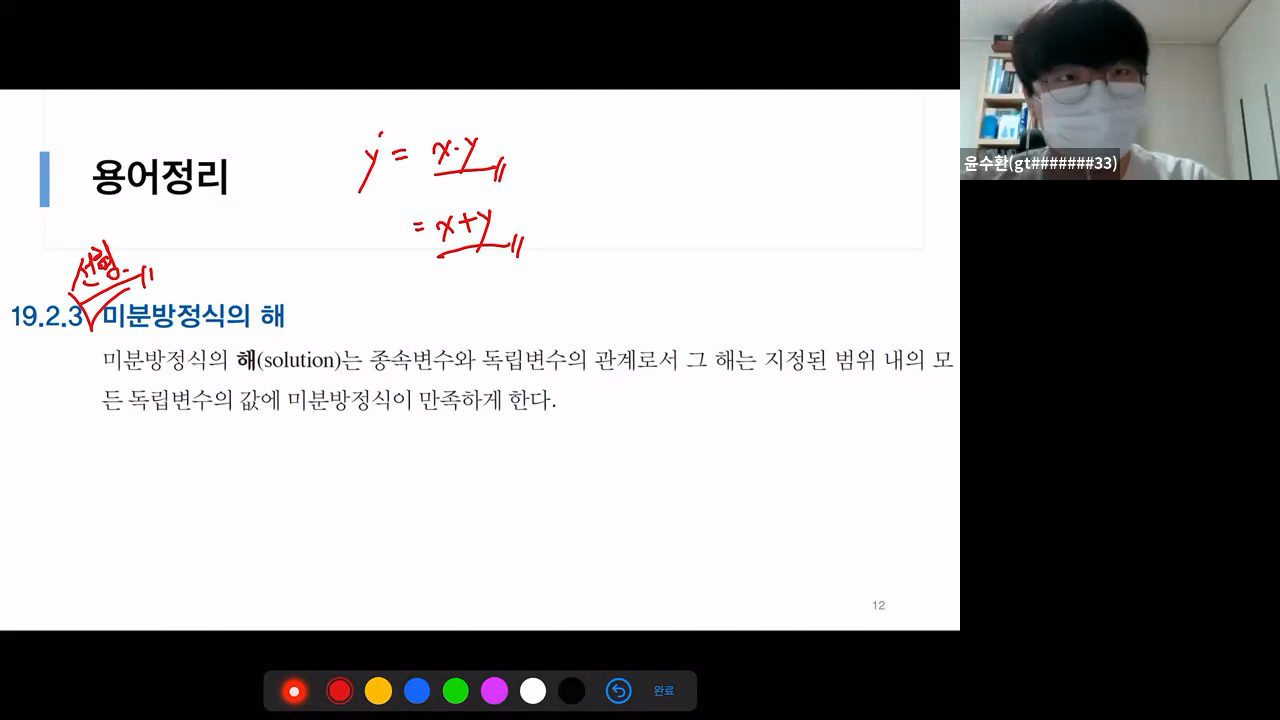 용어정리
y' = x·y
= x+y
선형
19.2.3 미분방정식의 해
미분방정식의 해(solution)는 종속변수와 독립변수의 관계로서 그 해는 지정된 범위 내의 모
든 독립변수의 값에 미분방정식이 만족하게 한다.
12
윤수환(gt#######33)
완료